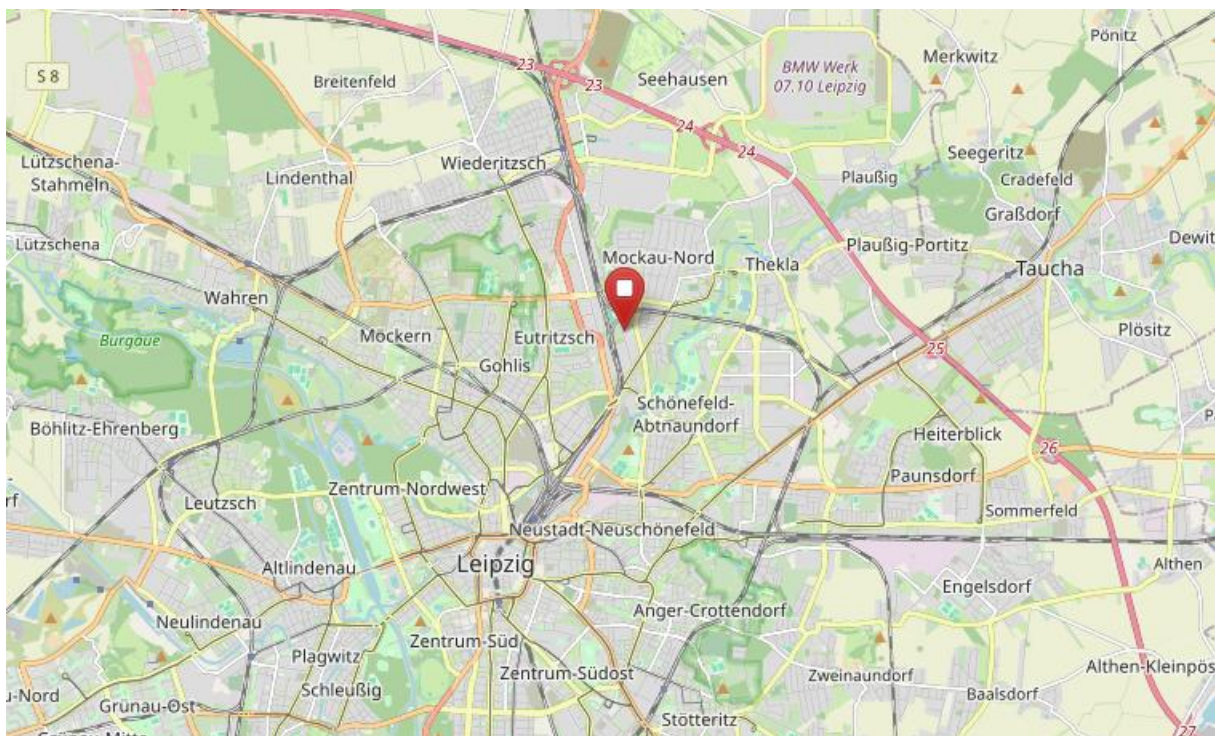 Pönitz
23
Merkwitz
S 8
Breitenfeld
23
Seehausen
BMW Werk
07.10 Leipzig
24
24
Lützschena-
Stahmeln
Lindenthal
Wiederitzsch
Seegeritz
Plaußig
Cradefeld
Graßdorf
Lützschena
Plaußig-Portitz
Dewit
Mockau-Nord
Thekla
Taucha
Wahren
Burgaue
Möckern
Eutritzsch
Plösitz
Gohlis
25
Schönefeld-
Abtnaundorf
Böhlitz-Ehrenberg
Heiterblick
26
Paunsdorf
Zentrum-Nordwest
Leutzsch
rf
Sommerfeld
Neustadt-Neuschönefeld
Leipzig
Altlindenau
Althen
Engelsdorf
Anger-Crottendorf
Neulindenau
Zentrum-Süd
Plagwitz
Althen-Kleinpös
Zentrum-Südost
Zweinaundorf
Schleußig
u-Nord
Baalsdorf
Grünau-Ost
Stötteritz
27